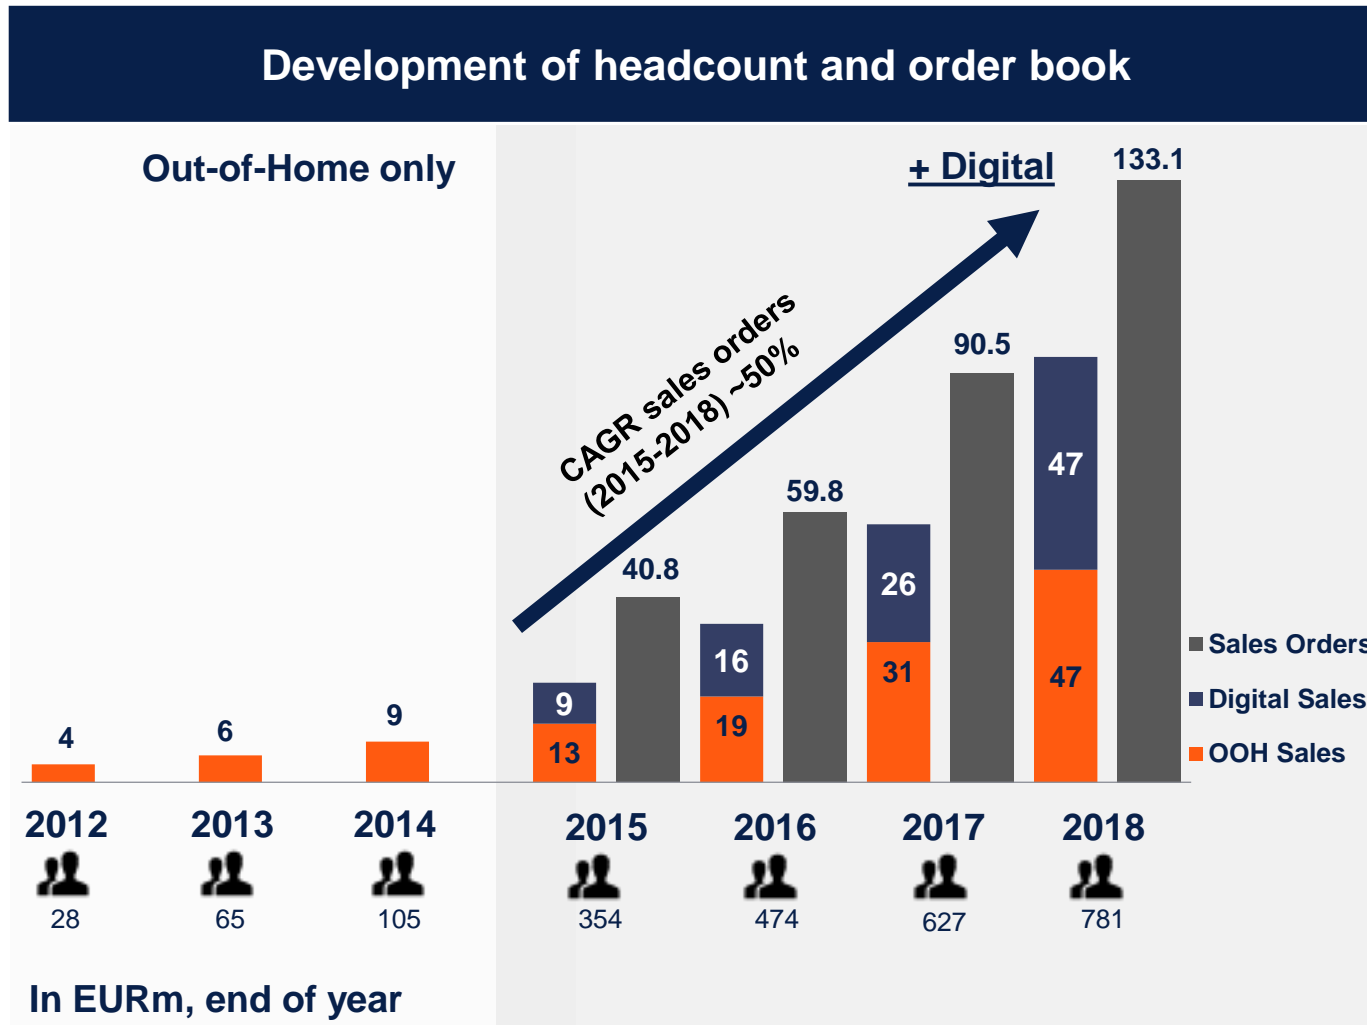 Development of headcount and order book
Out-of-Home only
+ Digital
133.1
90.5
CAGR sales orders
(2015-2018) ~50%
59.8
40.8
47
26
16
9
47
31
19
13
4
6
9
Sales Orders
Digital Sales
OOH Sales
2012 2013 2014 2015 2016 2017 2018
28 65 105 354 474 627 781
In EURm, end of year